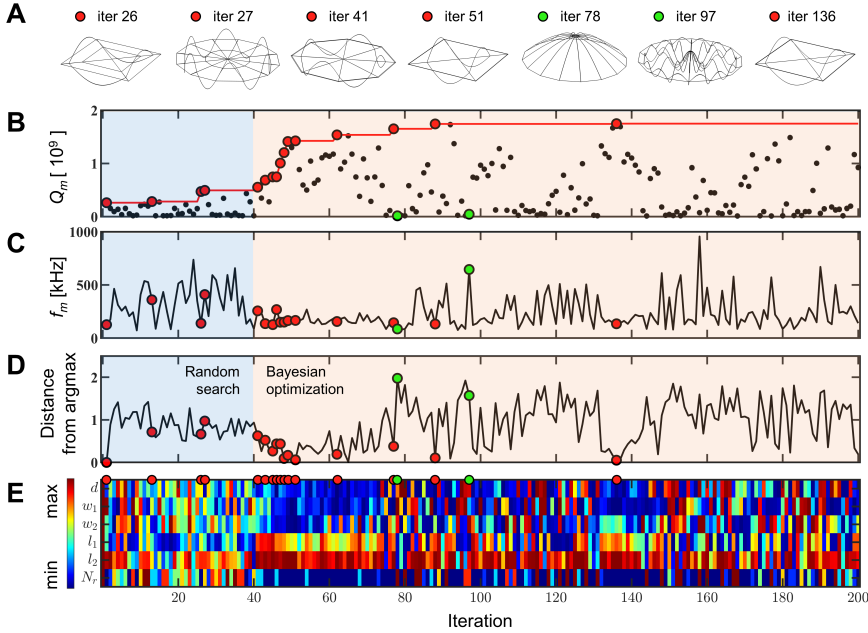 A
iter 26
iter 27
iter 41
iter 51
iter 78
iter 97
iter 136
B
Q_m [ 10^9 ]
2
1
0
C
f_m [kHz]
1000
500
0
D
Distance
from argmax
2
1
0
Random
search
Bayesian
optimization
E
max
min
d
w_1
w_2
l_1
l_2
N_r
20 40 60 80 100 120 140 160 180 200
Iteration